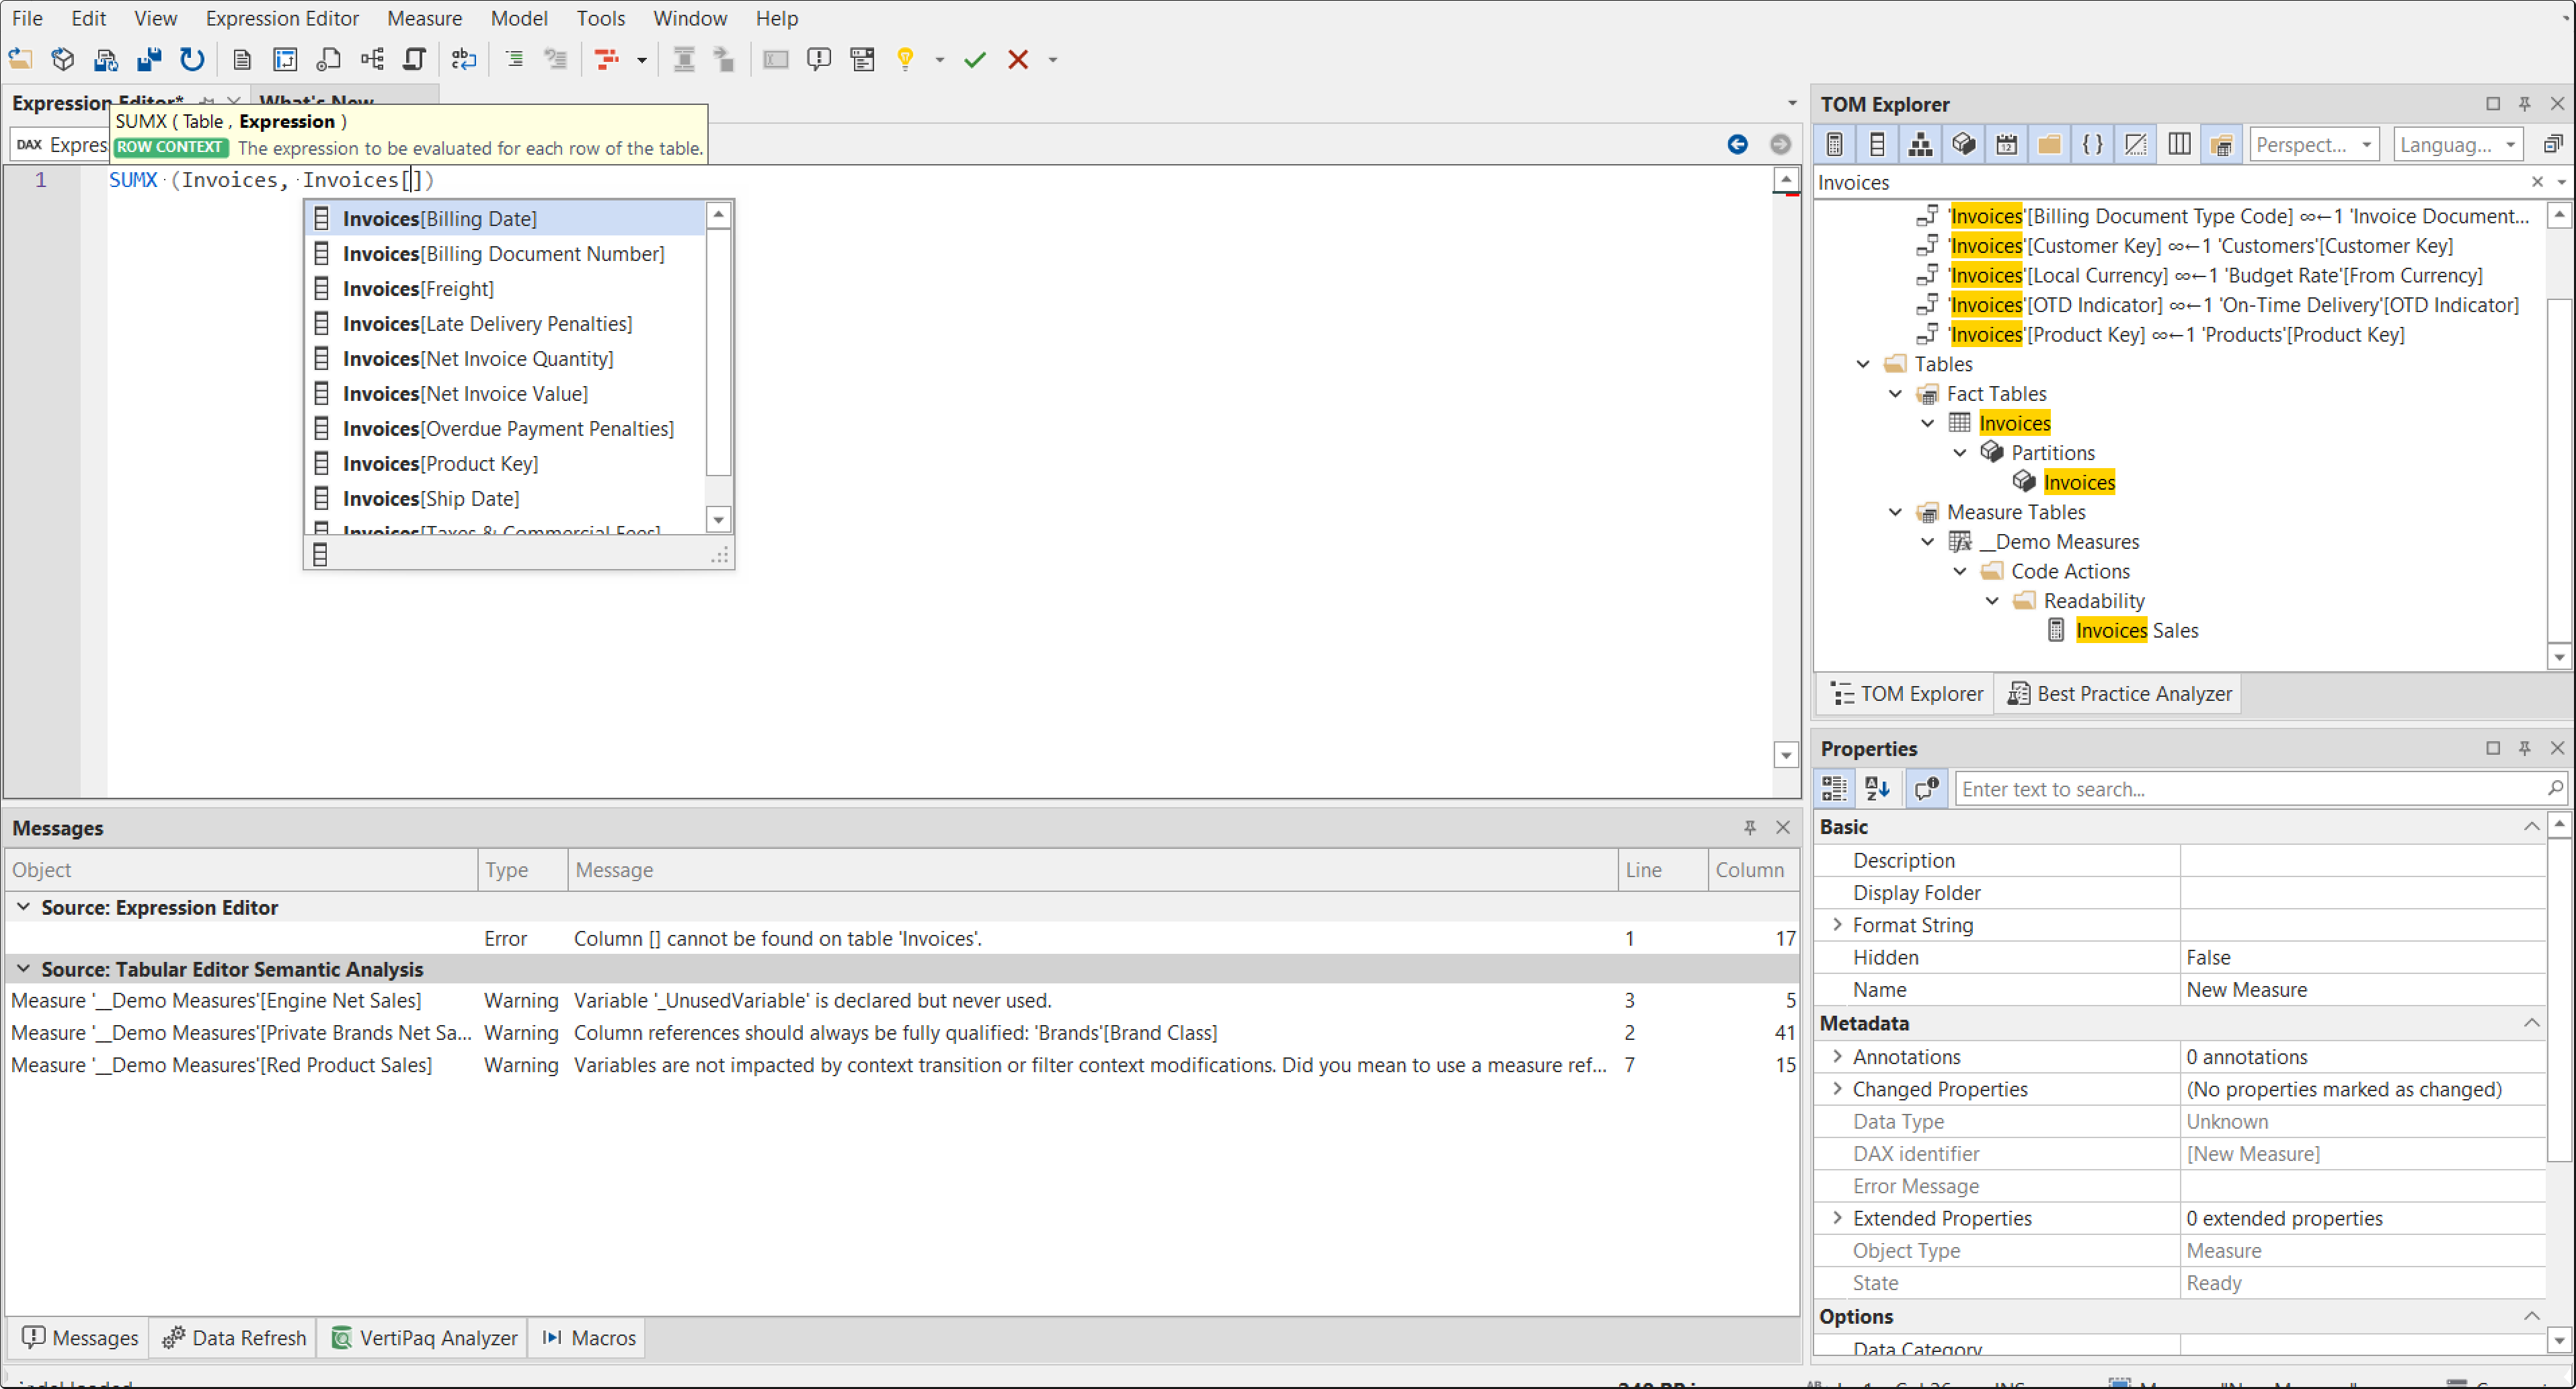 File Edit View Expression Editor Measure Model Tools Window Help
Expression Editor* What's New
SUMX ( Table , Expression )
ROW CONTEXT The expression to be evaluated for each row of the table.
DAX Expres
1 SUMX (Invoices, Invoices[])
Invoices[Billing Date]
Invoices[Billing Document Number]
Invoices[Freight]
Invoices[Late Delivery Penalties]
Invoices[Net Invoice Quantity]
Invoices[Net Invoice Value]
Invoices[Overdue Payment Penalties]
Invoices[Product Key]
Invoices[Ship Date]
Invoices[Taxes & Commercial Fees]
TOM Explorer
Perspect... Languag...
Invoices
'Invoices'[Billing Document Type Code] ∞←1 'Invoice Document...
'Invoices'[Customer Key] ∞←1 'Customers'[Customer Key]
'Invoices'[Local Currency] ∞←1 'Budget Rate'[From Currency]
'Invoices'[OTD Indicator] ∞←1 'On-Time Delivery'[OTD Indicator]
'Invoices'[Product Key] ∞←1 'Products'[Product Key]
Tables
Fact Tables
Invoices
Partitions
Invoices
Measure Tables
__Demo Measures
Code Actions
Readability
Invoices Sales
TOM Explorer Best Practice Analyzer
Messages
Object Type Message Line Column
Source: Expression Editor
Error Column [] cannot be found on table 'Invoices'. 1 17
Source: Tabular Editor Semantic Analysis
Measure '__Demo Measures'[Engine Net Sales] Warning Variable '_UnusedVariable' is declared but never used. 3 5
Measure '__Demo Measures'[Private Brands Net Sa... Warning Column references should always be fully qualified: 'Brands'[Brand Class] 2 41
Measure '__Demo Measures'[Red Product Sales] Warning Variables are not impacted by context transition or filter context modifications. Did you mean to use a measure ref... 7 15
Messages Data Refresh VertiPaq Analyzer Macros
Properties
Enter text to search...
Basic
Description
Display Folder
Format String
Hidden False
Name New Measure
Metadata
Annotations 0 annotations
Changed Properties (No properties marked as changed)
Data Type Unknown
DAX identifier [New Measure]
Error Message
Extended Properties 0 extended properties
Object Type Measure
State Ready
Options
Data Category